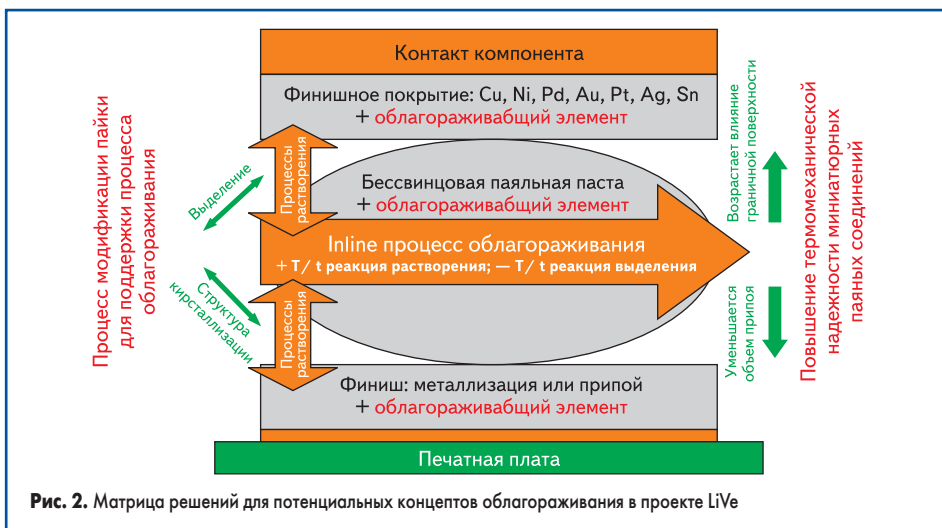 Контакт компонента
Финишное покрытие: Cu, Ni, Pd, Au, Pt, Ag, Sn
+ облагораживабщий элемент
Процесс модификации пайки
для поддержки процесса
облагораживания
Выделение
Процессы
растворения
Бессвинцовая паяльная паста
+ облагораживабщий элемент
Возрастает влияние
граничной поверхности
Повышение термомеханической
надежности миниатюрных
паяных соединений
Inline процесс облагораживания
+ T/ t реакция растворения; — T/ t реакция выделения
Структура
кирсталлизации
Процессы
растворения
Уменьшается
объем припоя
Финиш: металлизация или припой
+ облагораживабщий элемент
Печатная плата
Рис. 2. Матрица решений для потенциальных концептов облагораживания в проекте LiVe